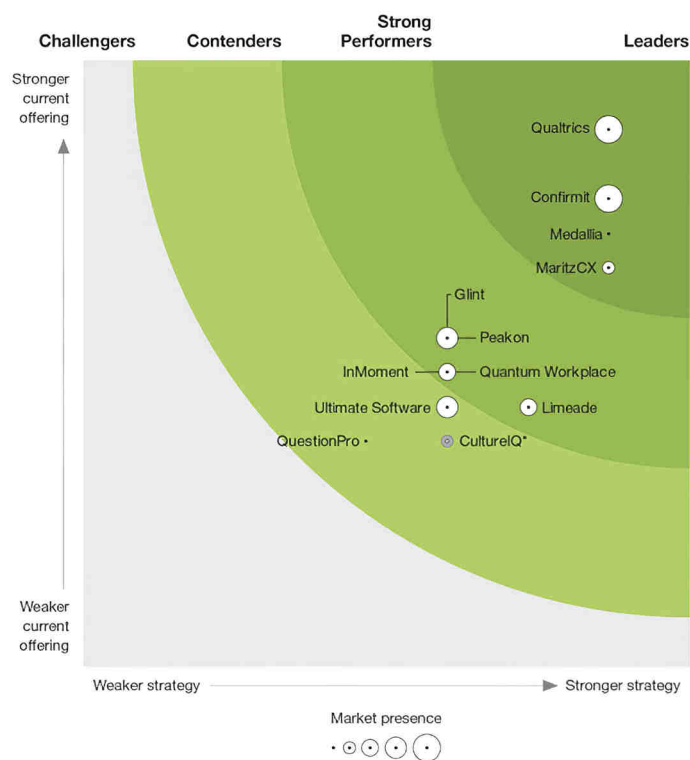 Challengers
Contenders
Strong
Performers
Leaders
Stronger
current
offering
Qualtrics
Confirmit
Medallia
MaritzCX
Glint
Peakon
InMoment
Quantum Workplace
Ultimate Software
Limeade
QuestionPro
CultureIQ*
Weaker
current
offering
Weaker strategy
Stronger strategy
Market presence